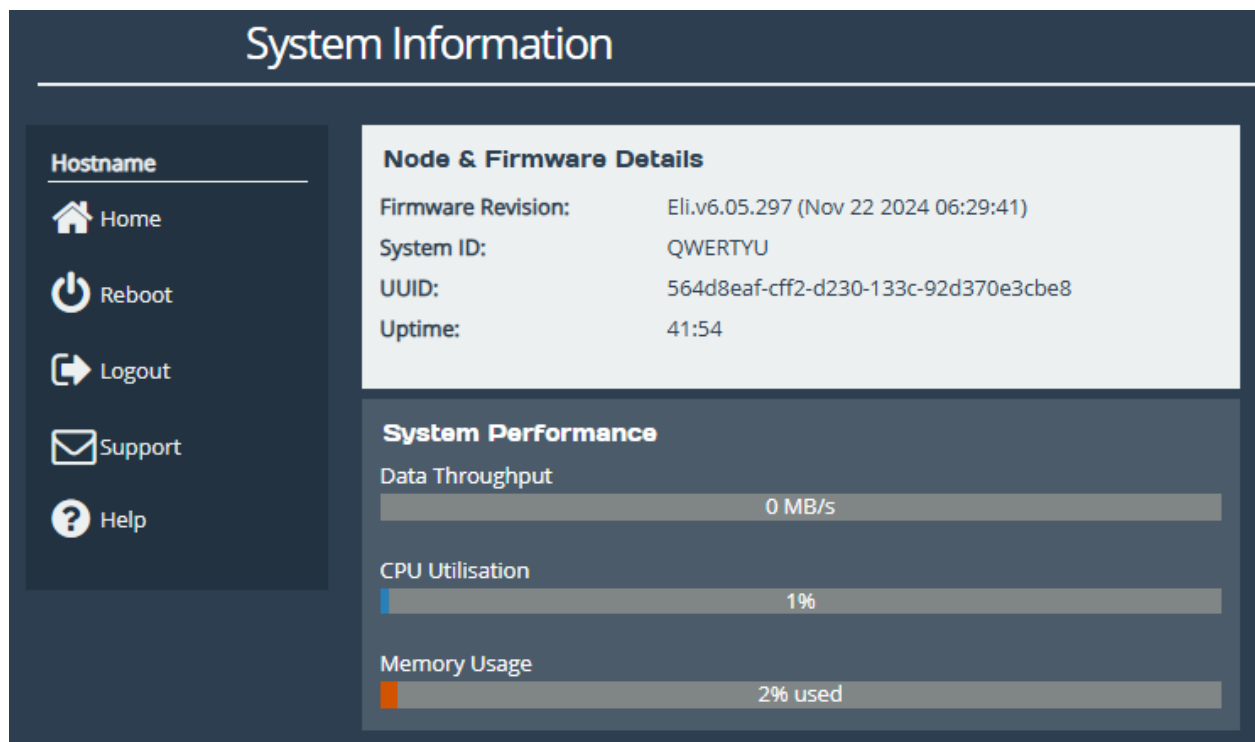 System Information
Hostname
Home
Reboot
Logout
Support
Help
Node & Firmware Details
Firmware Revision: Eli.v6.05.297 (Nov 22 2024 06:29:41)
System ID: QWERTYU
UUID: 564d8eaf-cff2-d230-133c-92d370e3cbe8
Uptime: 41:54
System Performance
Data Throughput
0 MB/s
CPU Utilisation
1%
Memory Usage
2% used